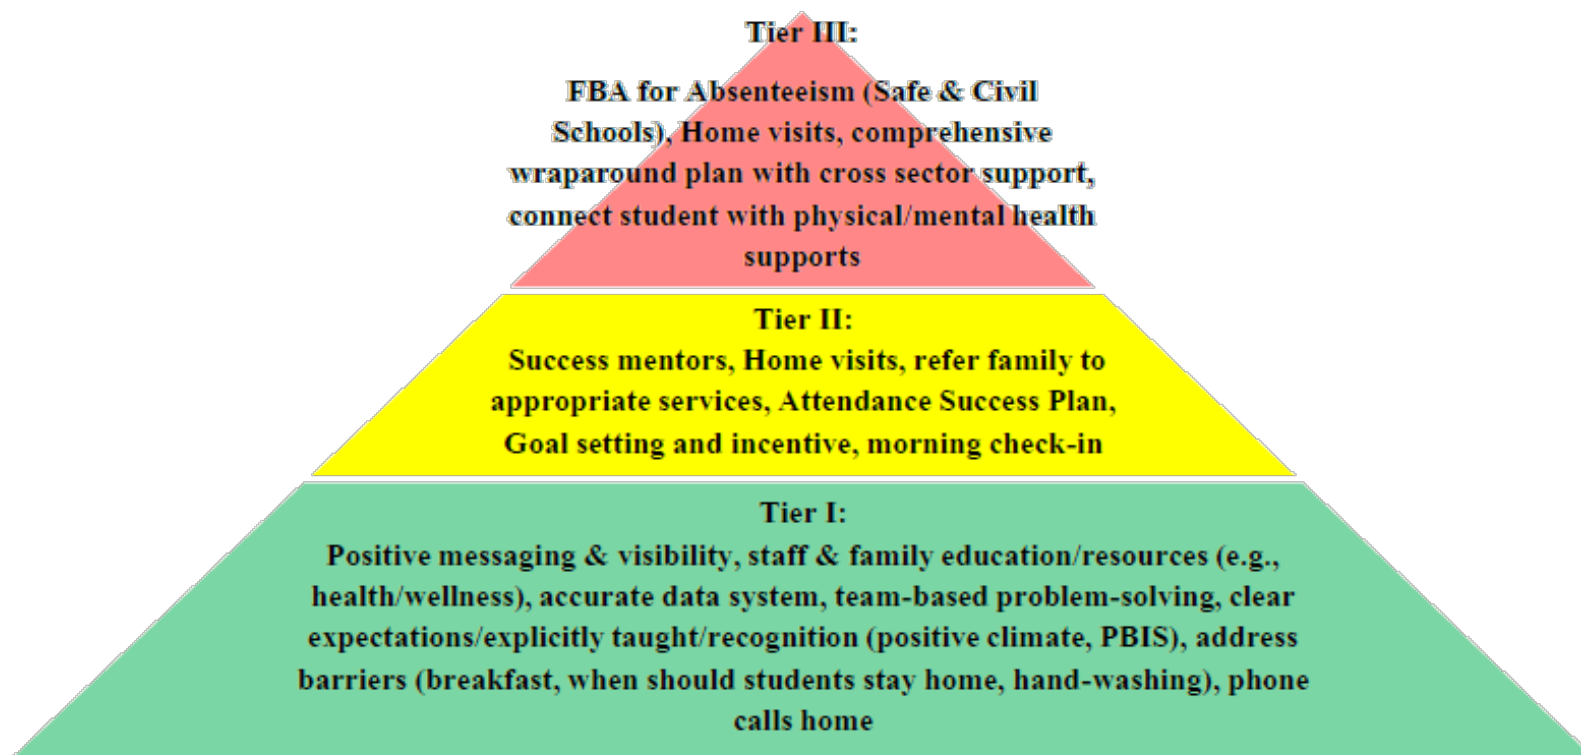 Tier III:
FBA for Absenteeism (Safe & Civil
Schools), Home visits, comprehensive
wraparound plan with cross sector support,
connect student with physical/mental health
supports
Tier II:
Success mentors, Home visits, refer family to
appropriate services, Attendance Success Plan,
Goal setting and incentive, morning check-in
Tier I:
Positive messaging & visibility, staff & family education/resources (e.g.,
health/wellness), accurate data system, team-based problem-solving, clear
expectations/explicitly taught/recognition (positive climate, PBIS), address
barriers (breakfast, when should students stay home, hand-washing), phone
calls home